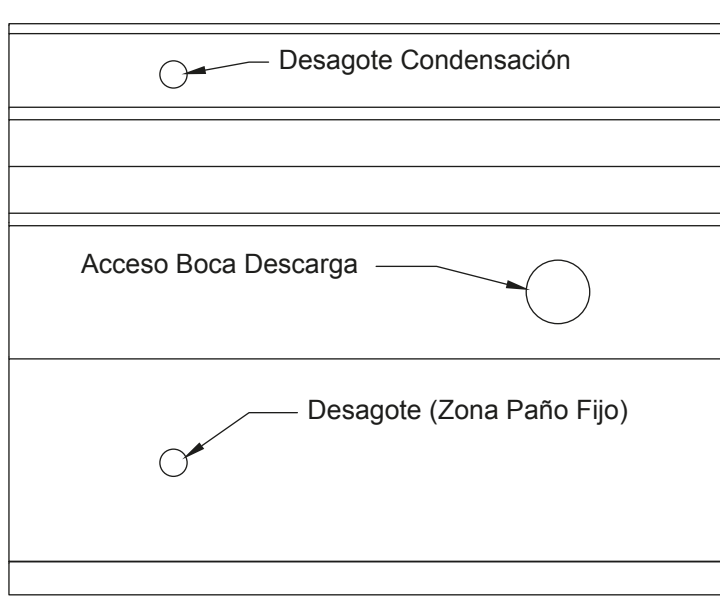 Desagote Condensación
Acceso Boca Descarga
Desagote (Zona Paño Fijo)